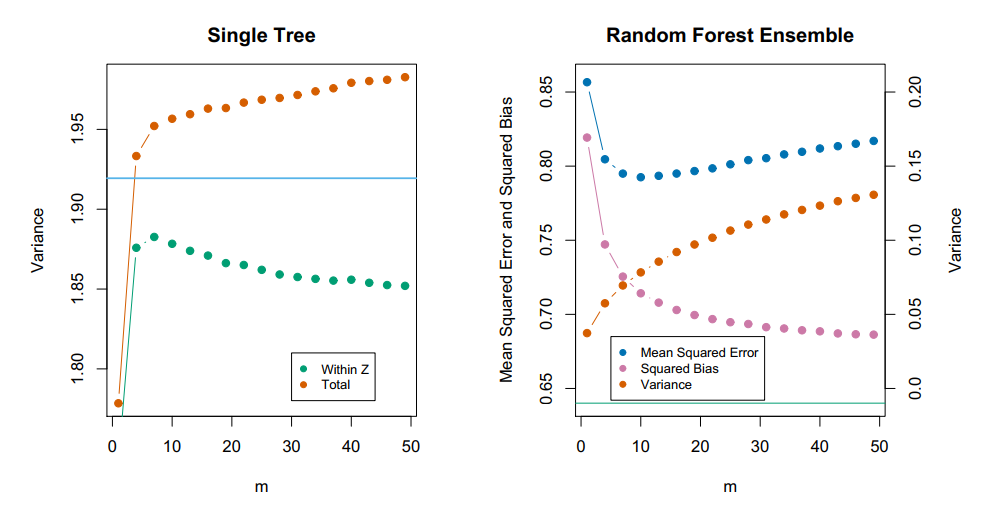 Single Tree
Variance
1.95
1.90
1.85
1.80
Within Z
Total
0 10 20 30 40 50
m
Random Forest Ensemble
Mean Squared Error and Squared Bias
0.85
0.80
0.75
0.70
0.65
0.20
0.15
0.10
0.05
0.0
Variance
Mean Squared Error
Squared Bias
Variance
0 10 20 30 40 50
m